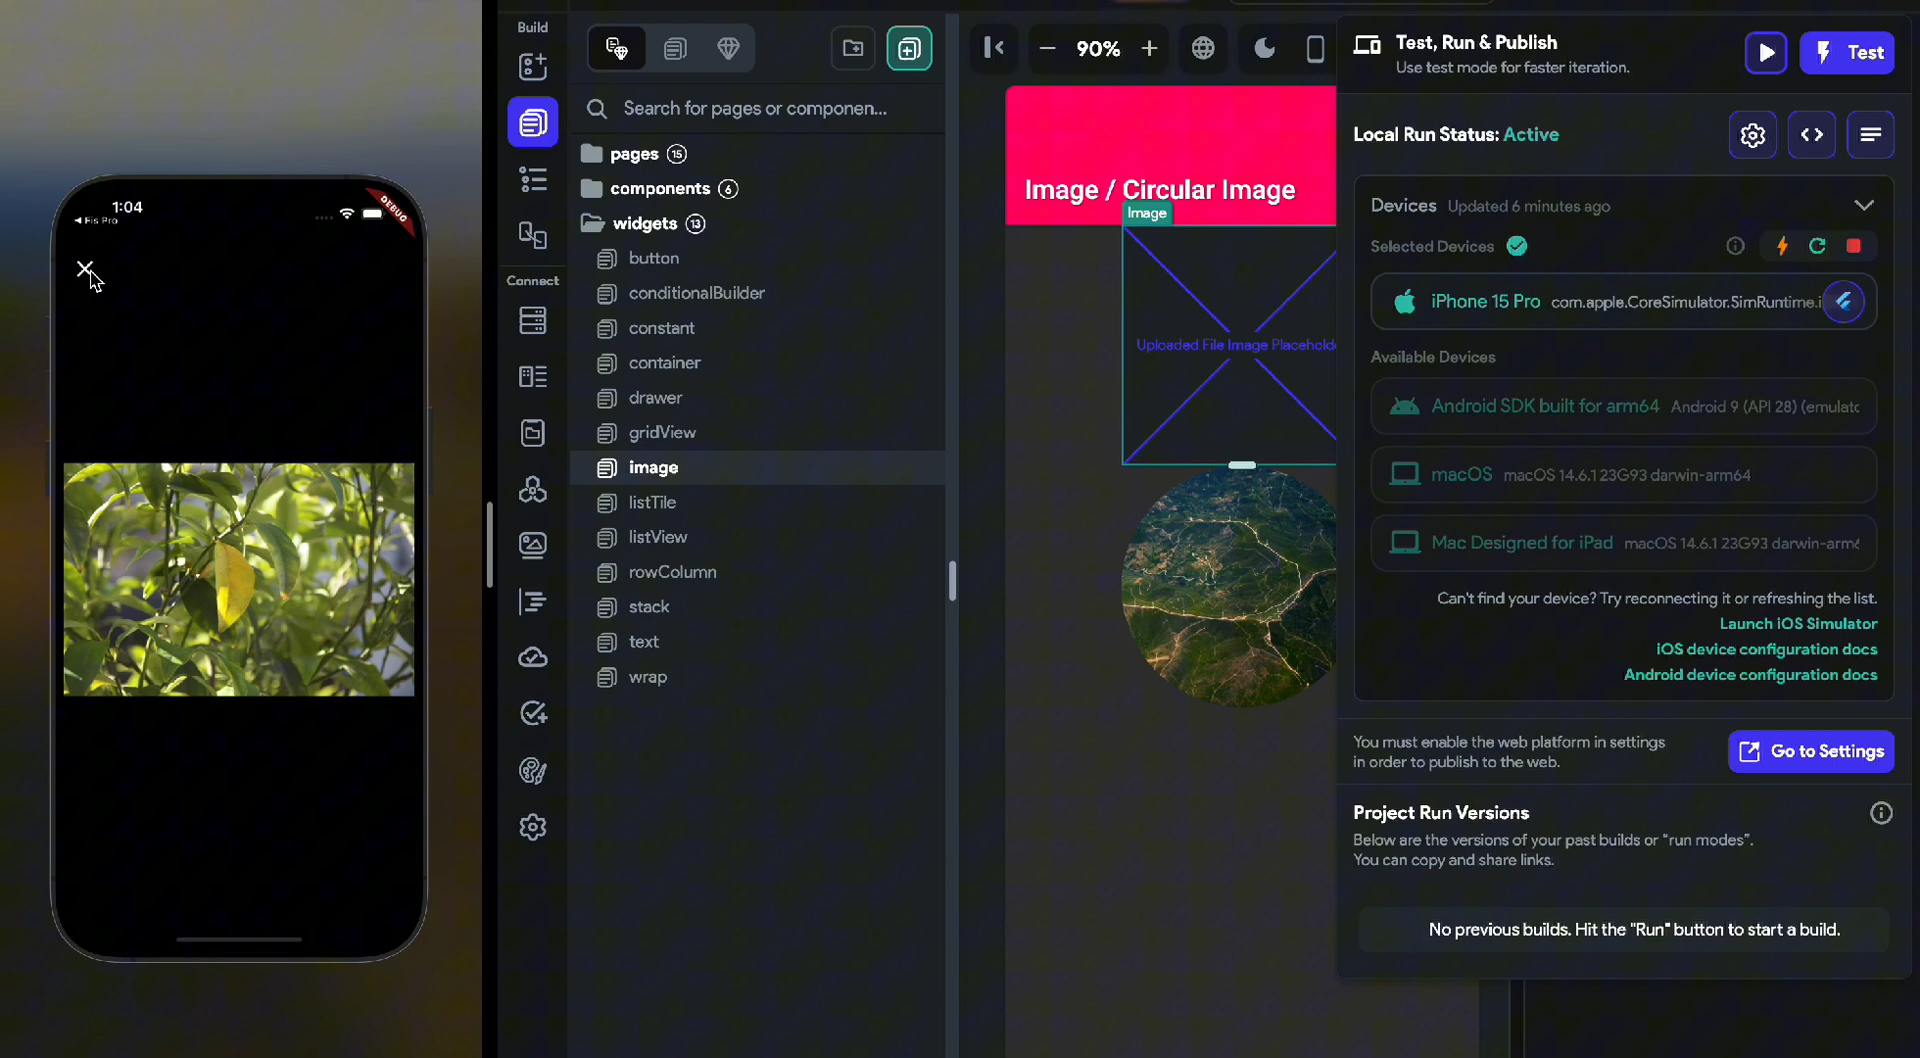 1:04
Fis Pro
DEBUG
Build
Connect
Search for pages or componen...
pages 15
components 6
widgets 13
button
conditionalBuilder
constant
container
drawer
gridView
image
listTile
listView
rowColumn
stack
text
wrap
90%
Image / Circular Image
Image
Uploaded File Image Placeholde
Test, Run & Publish
Use test mode for faster iteration.
Test
Local Run Status: Active
Devices Updated 6 minutes ago
Selected Devices
iPhone 15 Pro com.apple.CoreSimulator.SimRuntime.i
Available Devices
Android SDK built for arm64 Android 9 (API 28) (emulato
macOS macOS 14.6.1 23G93 darwin-arm64
Mac Designed for iPad macOS 14.6.1 23G93 darwin-arm6
Can't find your device? Try reconnecting it or refreshing the list.
Launch iOS Simulator
iOS device configuration docs
Android device configuration docs
You must enable the web platform in settings
in order to publish to the web.
Go to Settings
Project Run Versions
Below are the versions of your past builds or “run modes”.
You can copy and share links.
No previous builds. Hit the "Run" button to start a build.